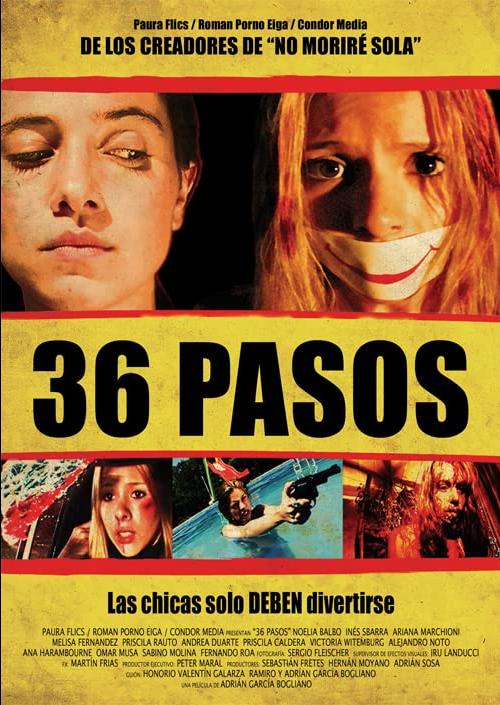 Paura Flics / Roman Porno Eiga / Condor Media
DE LOS CREADORES DE “NO MORIRÉ SOLA”
36 PASOS
Las chicas solo DEBEN divertirse
PAURA FLICS / ROMAN PORNO EIGA / CONDOR MEDIA PRESENTAN "36 PASOS" NOELIA BALBO INÉS SBARRA ARIANA MARCHIONI
MELISA FERNANDEZ PRISCILA RAUTO ANDREA DUARTE PRISCILA CALDERA VICTORIA WITEMBURG ALEJANDRO NOTO
ANA HARAMBOURNE OMAR MUSA SABINO MOLINA FERNANDO ROA FOTOGRAFÍA: SERGIO FLEISCHER SUPERVISOR DE EFECTOS VISUALES: IRU LANDUCCI
FX: MARTÍN FRIAS PRODUCTOR EJECUTIVO: PETER MARAL PRODUCTORES: SEBASTIÁN FRETES HERNÁN MOYANO ADRIÁN SOSA
GUIÓN: HONORIO VALENTÍN GALARZA RAMIRO Y ADRIÁN GARCÍA BOGLIANO
UNA PELÍCULA DE ADRIÁN GARCÍA BOGLIANO